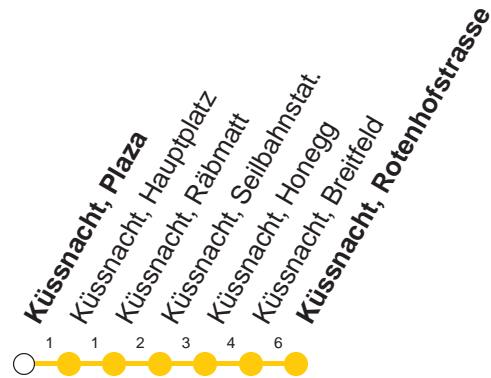 Küssnacht, Plaza
Küssnacht, Hauptplatz
Küssnacht, Räbmatt
Küssnacht, Seilbahnstat.
Küssnacht, Honegg
Küssnacht, Breitfeld
Küssnacht, Rotenhofstrasse
1 1 2 3 4 6